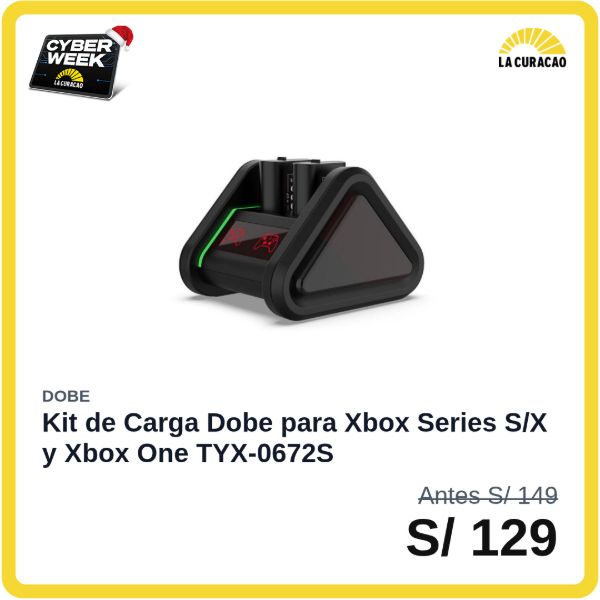 CYBER
WEEK
LA CURACAO
LA CURACAO
DOBE
Kit de Carga Dobe para Xbox Series S/X
y Xbox One TYX-0672S
Antes S/ 149
S/ 129